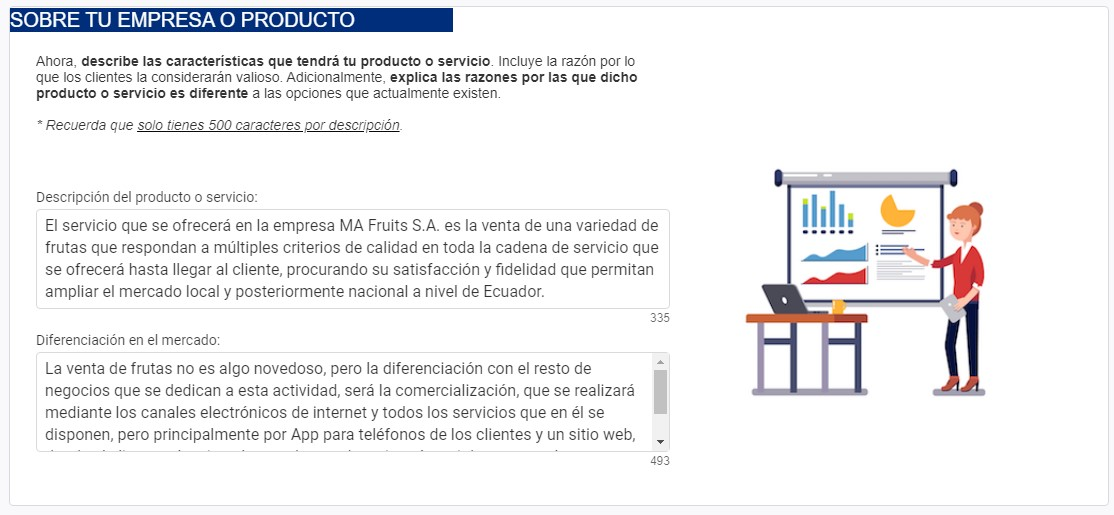 SOBRE TU EMPRESA O PRODUCTO
Ahora, describe las características que tendrá tu producto o servicio. Incluye la razón por lo
que los clientes la considerarán valioso. Adicionalmente, explica las razones por las que dicho
producto o servicio es diferente a las opciones que actualmente existen.
* Recuerda que solo tienes 500 caracteres por descripción.
Descripción del producto o servicio:
El servicio que se ofrecerá en la empresa MA Fruits S.A. es la venta de una variedad de
frutas que respondan a múltiples criterios de calidad en toda la cadena de servicio que
se ofrecerá hasta llegar al cliente, procurando su satisfacción y fidelidad que permitan
ampliar el mercado local y posteriormente nacional a nivel de Ecuador.
335
Diferenciación en el mercado:
La venta de frutas no es algo novedoso, pero la diferenciación con el resto de
negocios que se dedican a esta actividad, será la comercialización, que se realizará
mediante los canales electrónicos de internet y todos los servicios que en él se
disponen, pero principalmente por App para teléfonos de los clientes y un sitio web,
493